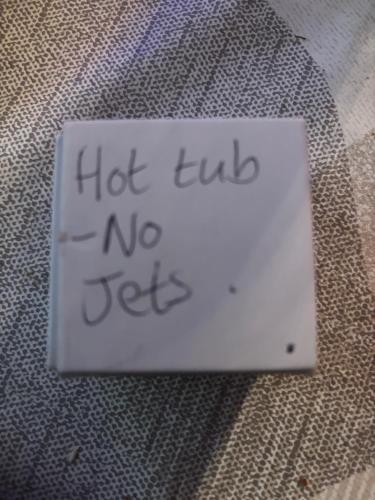 Hot tub
-No
Jets.